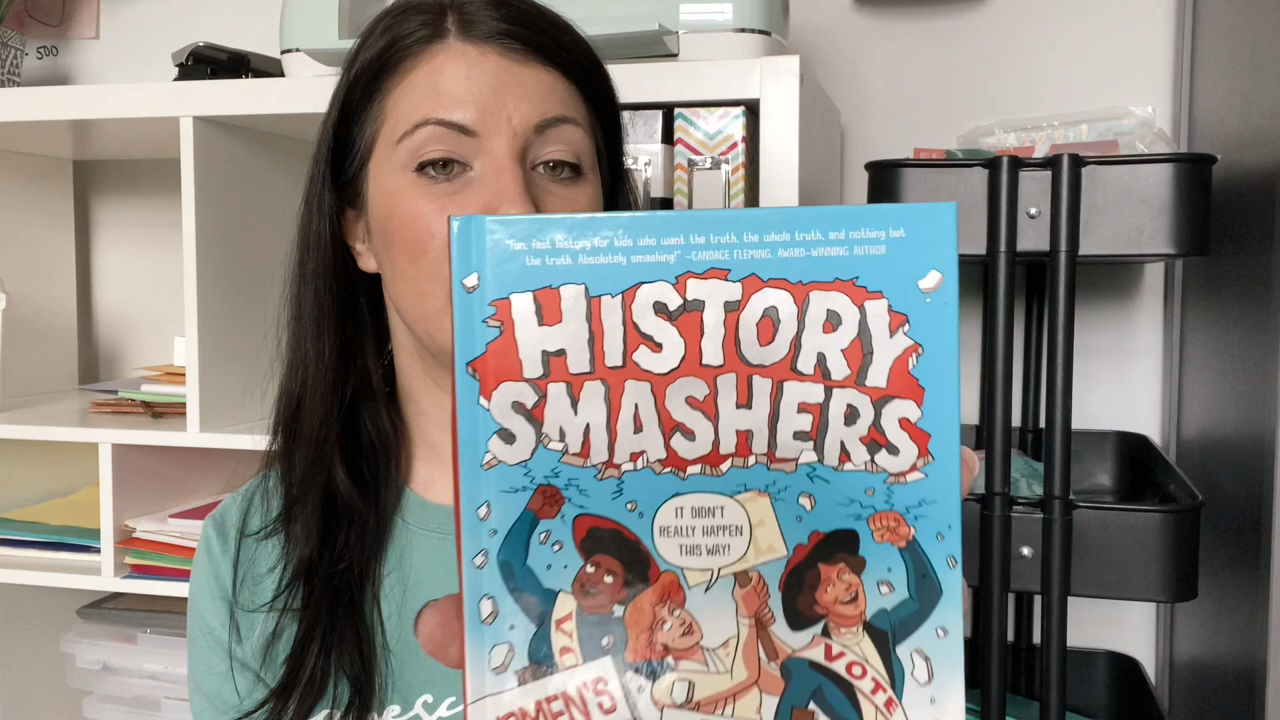 - 500
"Fun, fast history for kids who want the truth, the whole truth, and nothing but
the truth. Absolutely smashing!" —CANDACE FLEMING, AWARD-WINNING AUTHOR
HISTORY
SMASHERS
IT DIDN'T
REALLY HAPPEN
THIS WAY!
VOTE